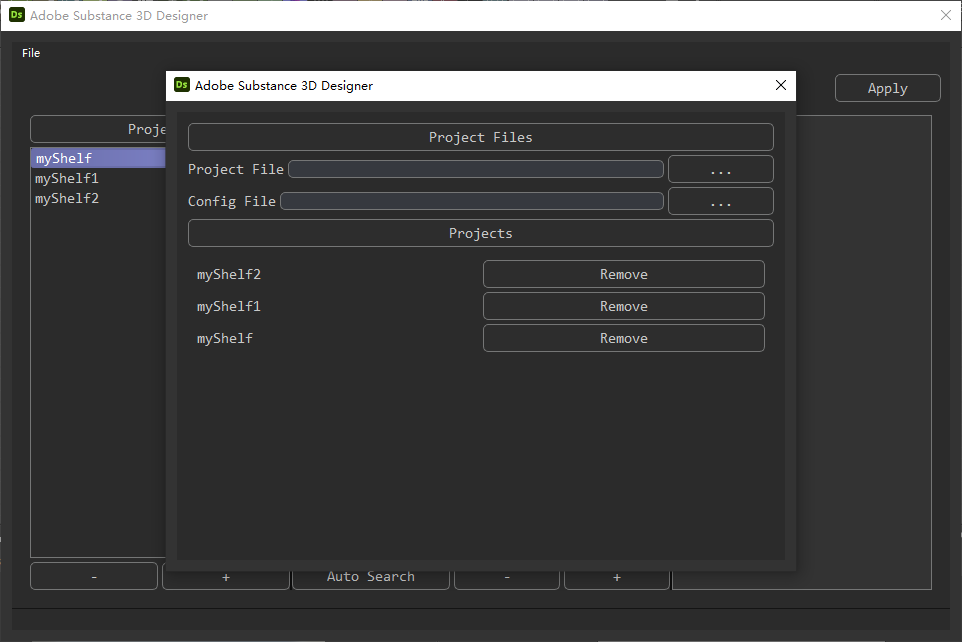 Ds Adobe Substance 3D Designer
File
Ds Adobe Substance 3D Designer
Apply
Project Files
Project File ...
Config File ...
Projects
myShelf2 Remove
myShelf1 Remove
myShelf Remove
Proje
myShelf
myShelf1
myShelf2
- + Auto Search - +